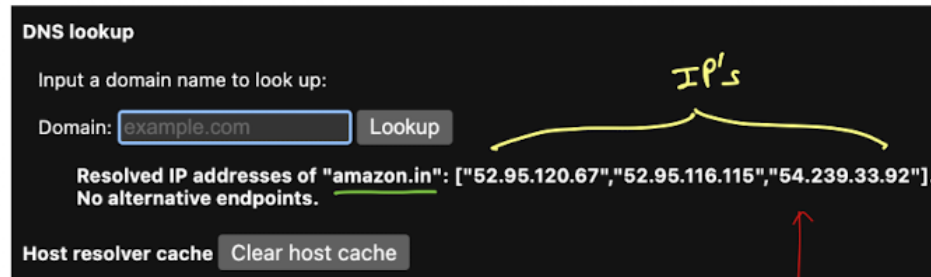 DNS lookup
Input a domain name to look up:
IP's
Domain: example.com Lookup
Resolved IP addresses of "amazon.in": ["52.95.120.67","52.95.116.115","54.239.33.92"].
No alternative endpoints.
Host resolver cache Clear host cache